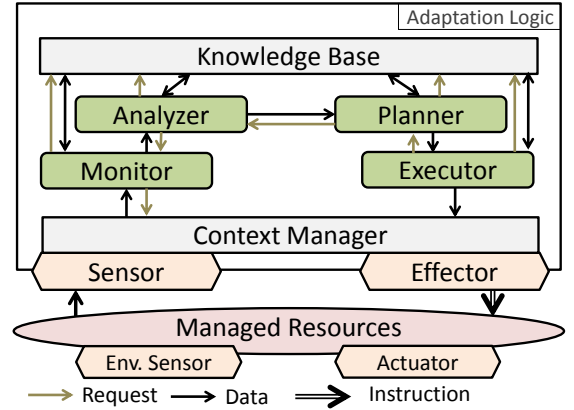 Adaptation Logic
Knowledge Base
Analyzer
Planner
Monitor
Executor
Context Manager
Sensor
Effector
Managed Resources
Env. Sensor
Actuator
Request
Data
Instruction